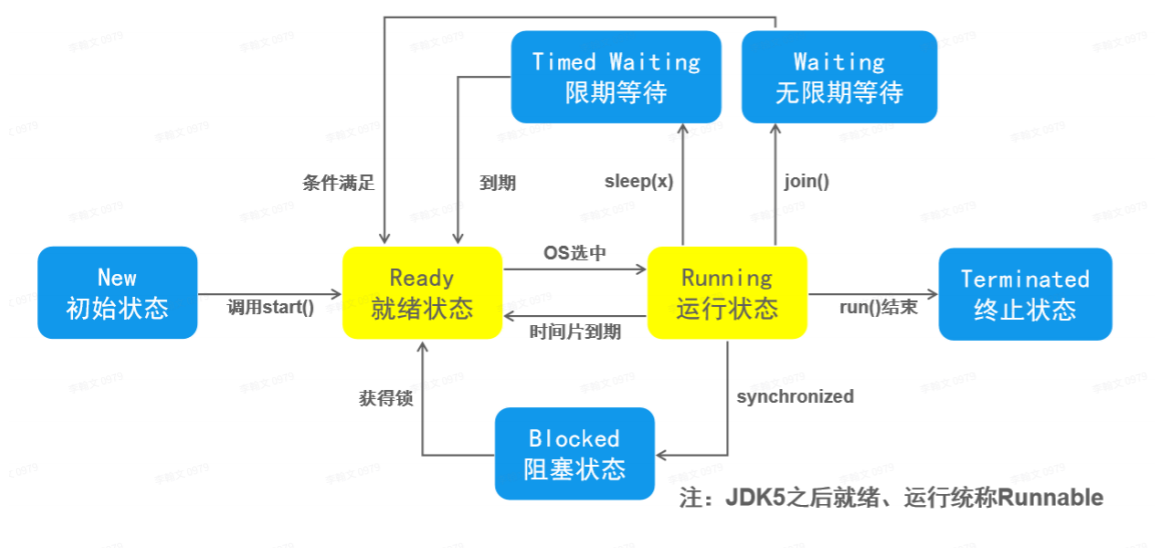 Timed Waiting
限期等待
Waiting
无限期等待
条件满足
到期
sleep(x)
join()
New
初始状态
调用start()
Ready
就绪状态
OS选中
时间片到期
Running
运行状态
run()结束
Terminated
终止状态
获得锁
synchronized
Blocked
阻塞状态
注：JDK5之后就绪、运行统称Runnable